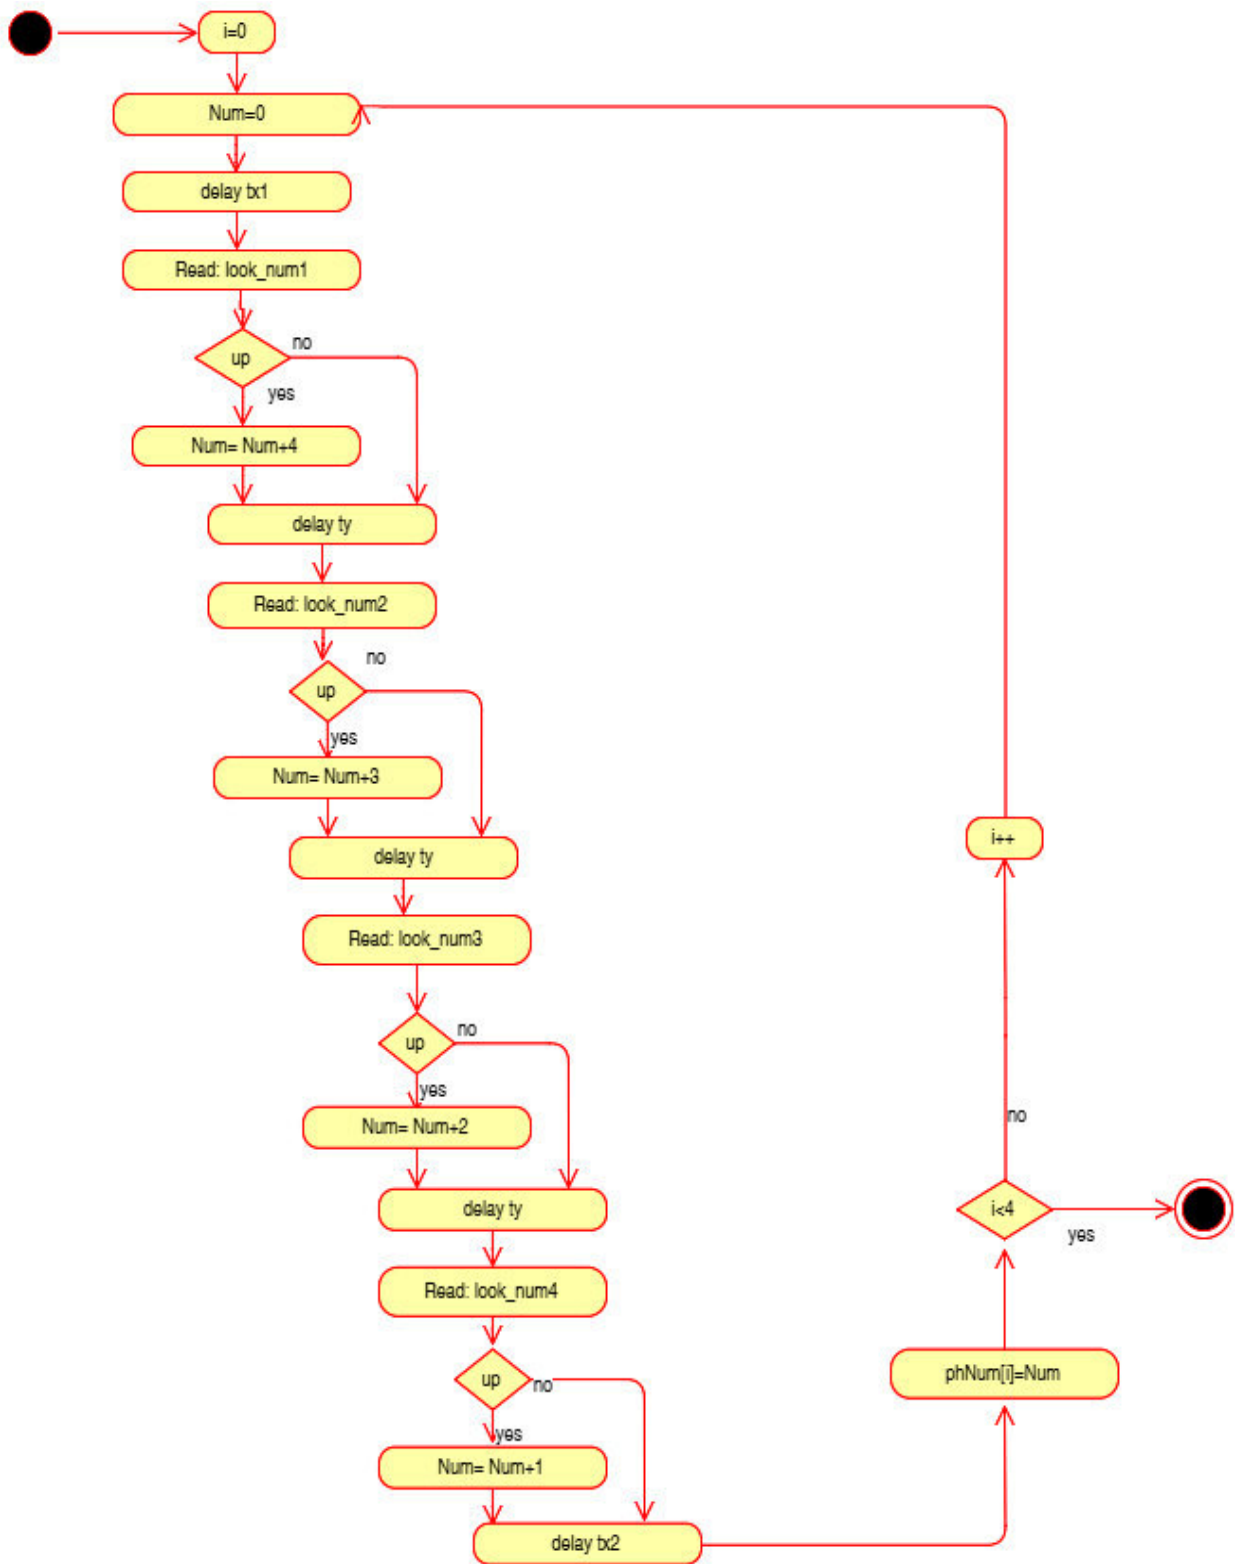 i=0
Num=0
delay tx1
Read: look_num1
up
no
yes
Num= Num+4
delay ty
Read: look_num2
up
no
yes
Num= Num+3
delay ty
Read: look_num3
up
no
yes
Num= Num+2
delay ty
Read: look_num4
up
no
yes
Num= Num+1
delay tx2
phNum[i]=Num
i<4
yes
no
i++